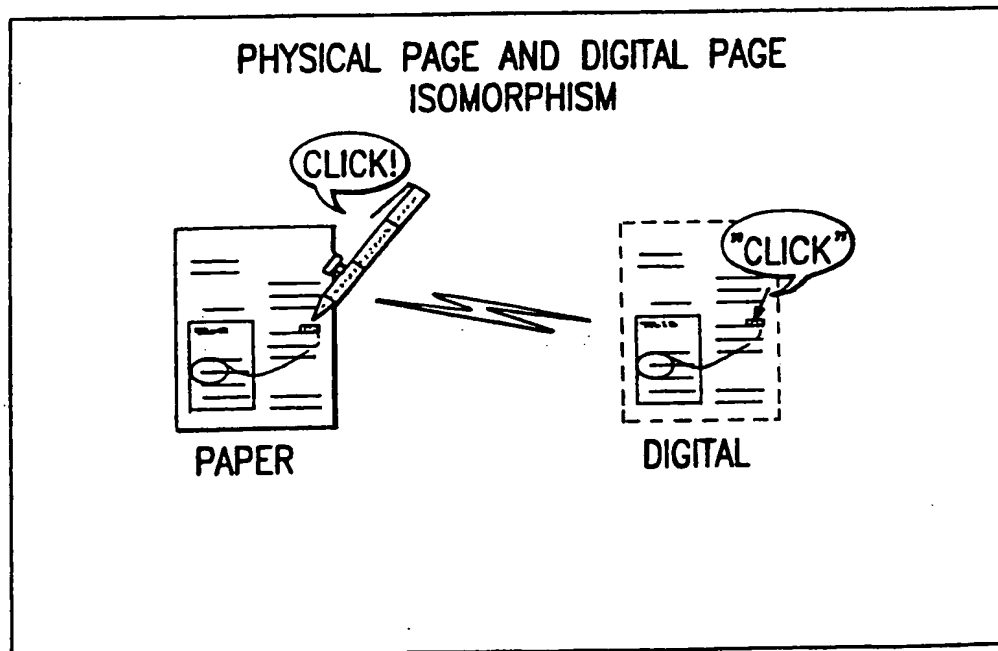 PHYSICAL PAGE AND DIGITAL PAGE
ISOMORPHISM
CLICK!
"CLICK"
PAPER
DIGITAL